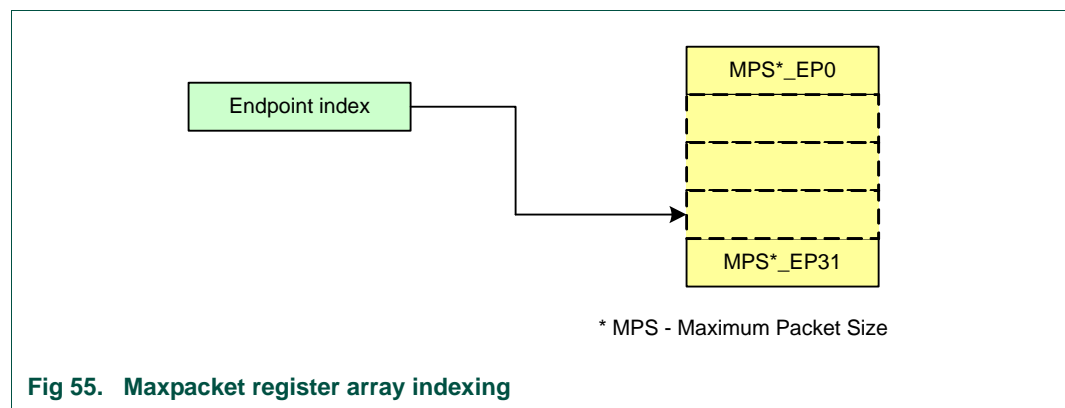 MPS*_EP0
Endpoint index
MPS*_EP31
* MPS - Maximum Packet Size
Fig 55. Maxpacket register array indexing